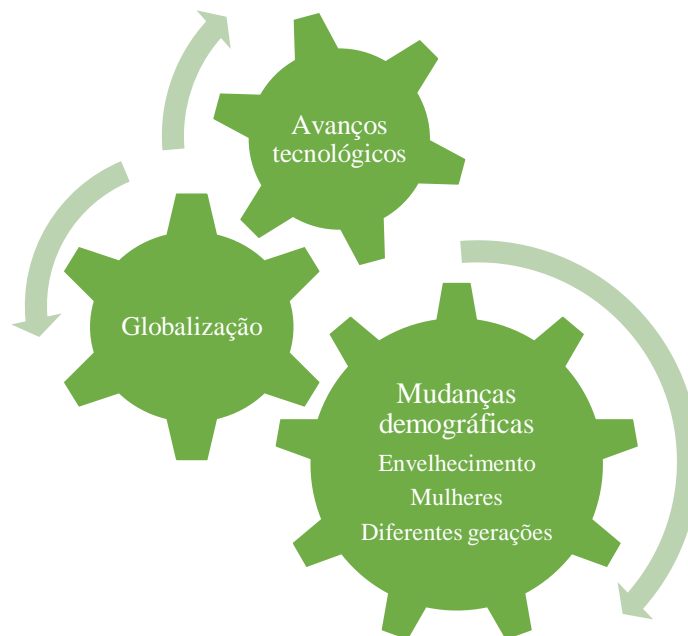 Avanços
tecnológicos
Globalização
Mudanças
demográficas
Envelhecimento
Mulheres
Diferentes gerações